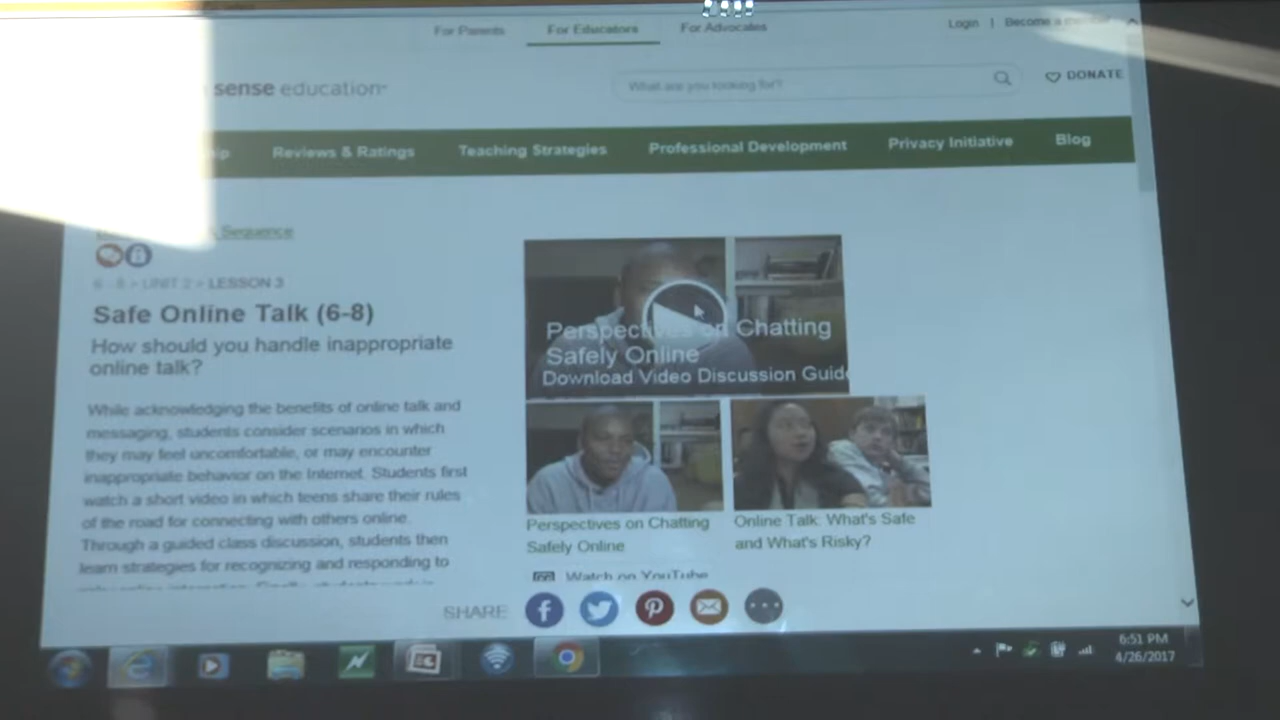 For Parents For Educators For Advocates Login | Become a member
sense education
What are you looking for?
DONATE
Reviews & Ratings Teaching Strategies Professional Development Privacy Initiative Blog
Sequence
6 - 8 > UNIT 2 > LESSON 3
Safe Online Talk (6-8)
How should you handle inappropriate
online talk?
While acknowledging the benefits of online talk and
messaging, students consider scenarios in which
they may feel uncomfortable, or may encounter
inappropriate behavior on the Internet. Students first
watch a short video in which teens share their rules
of the road for connecting with others online.
Through a guided class discussion, students then
learn strategies for recognizing and responding to
Perspectives on Chatting
Safely Online
Download Video Discussion Guide
Perspectives on Chatting
Safely Online
Online Talk: What's Safe
and What's Risky?
Watch on YouTube
SHARE
6:51 PM
4/26/2017